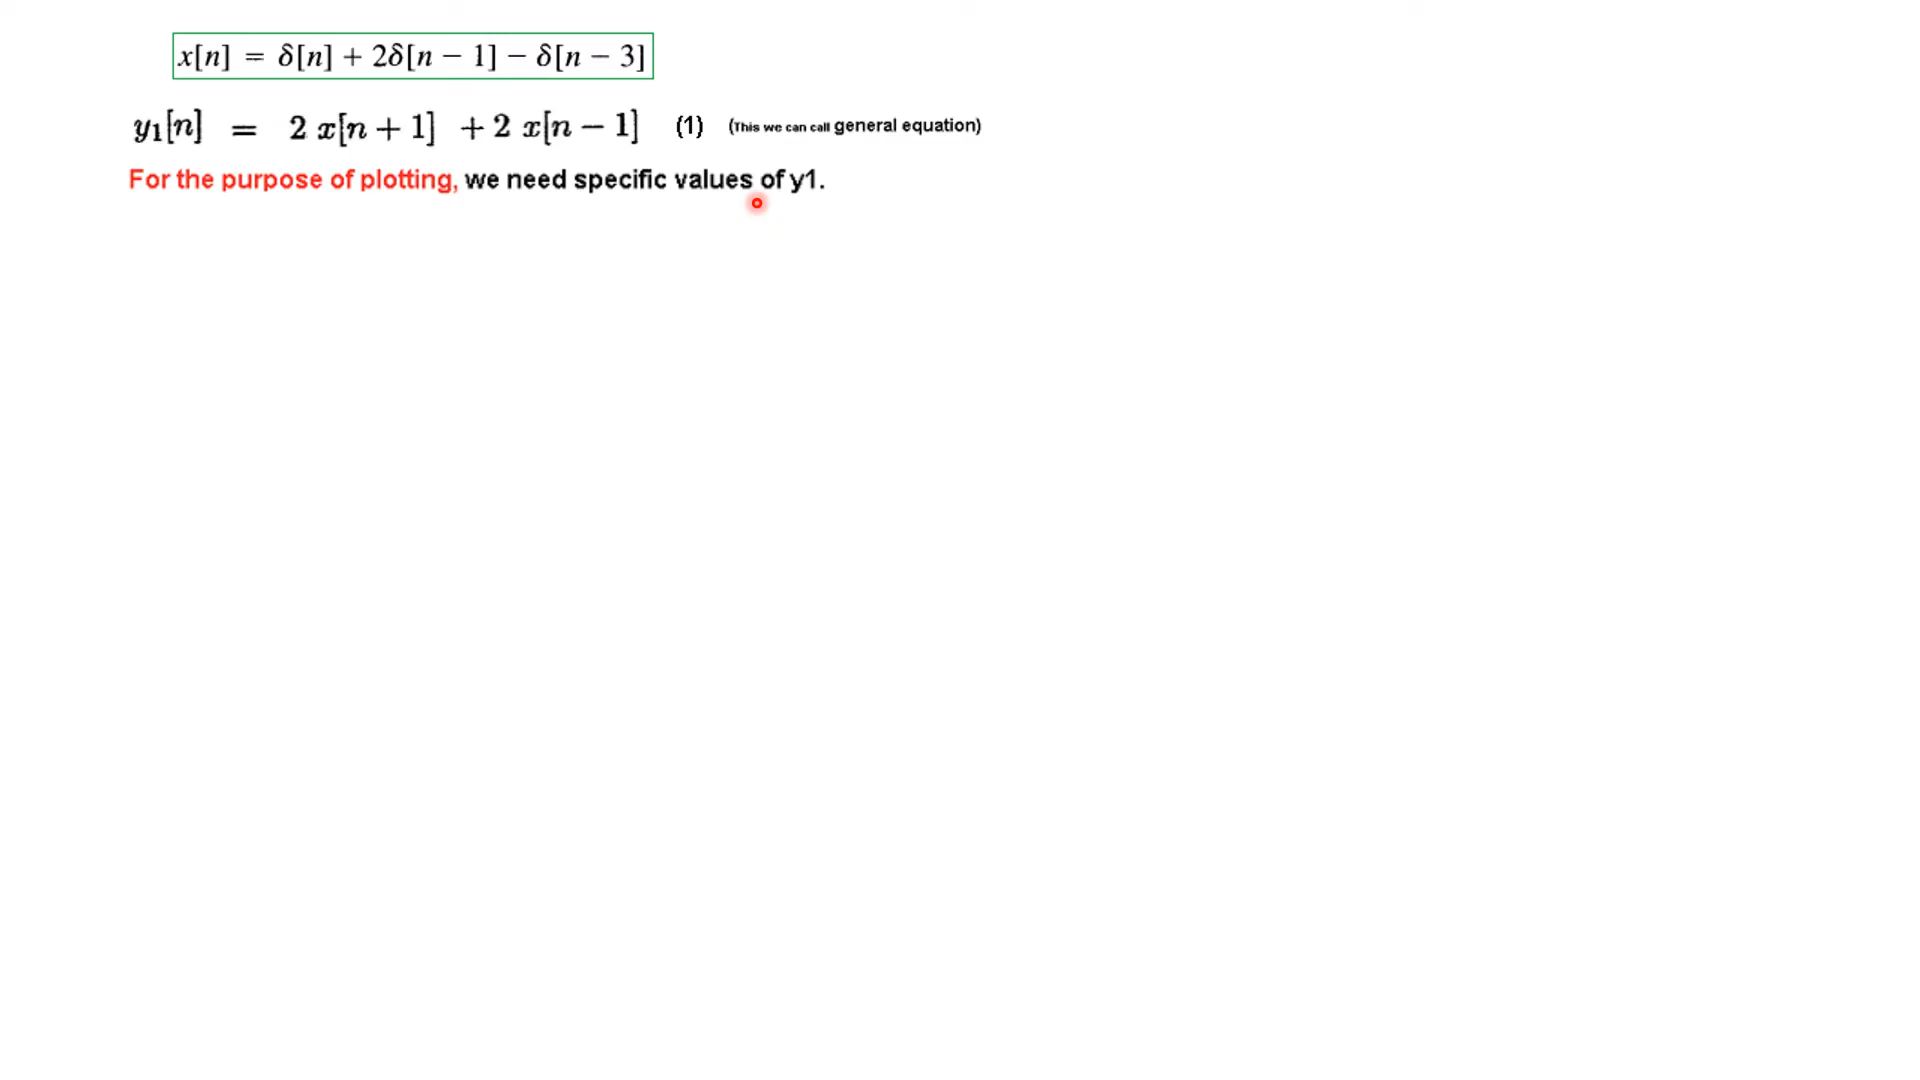 x[n] = δ[n] + 2δ[n − 1] − δ[n − 3]
y₁[n] = 2 x[n + 1] + 2 x[n − 1] (1) (This we can call general equation)
For the purpose of plotting, we need specific values of y1.